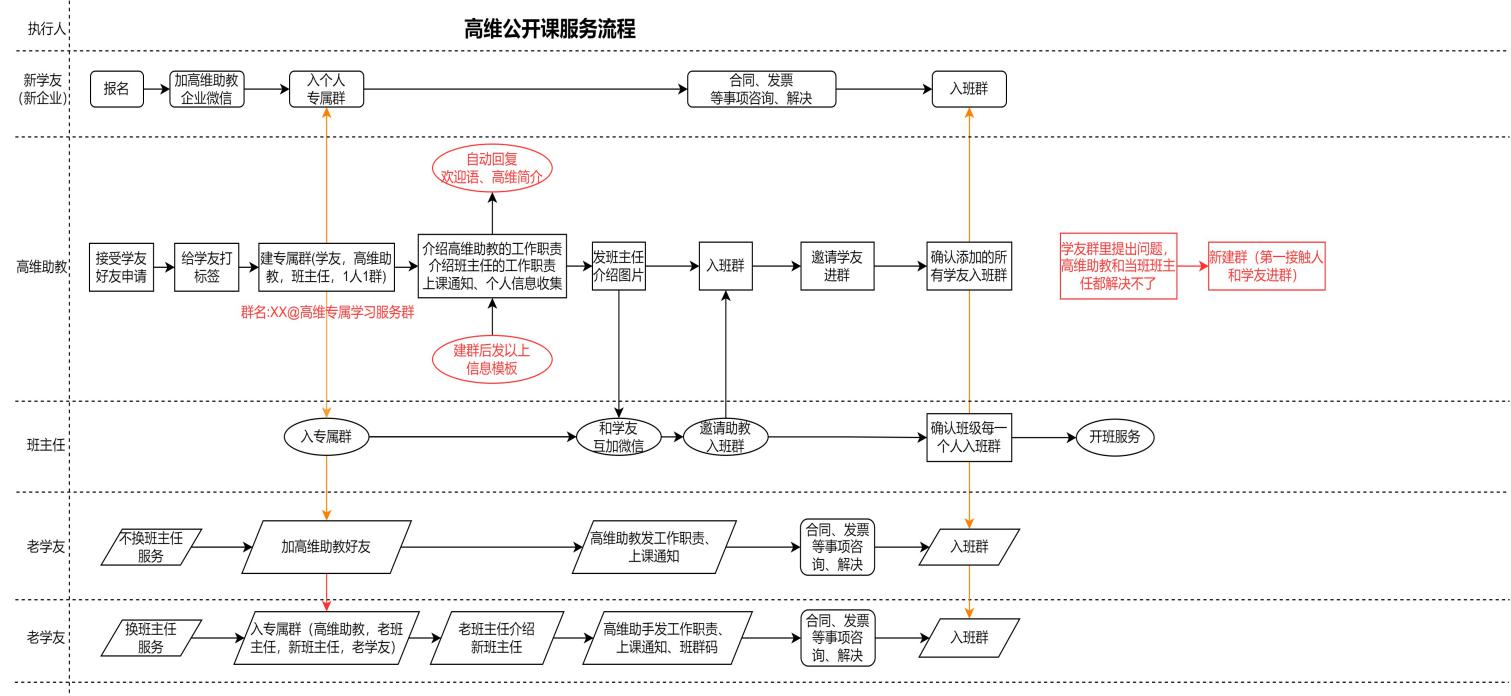 执行人
高维公开课服务流程
新学友
(新企业)
报名
加高维助教
企业微信
入个人
专属群
合同、发票
等事项咨询、解决
入班群
高维助教
自动回复
欢迎语、高维简介
接受学友
好友申请
给学友打
标签
建专属群(学友，高维助
教，班主任，1人1群)
群名:XX@高维专属学习服务群
介绍高维助教的工作职责
介绍班主任的工作职责
上课通知、个人信息收集
建群后发以上
信息模板
发班主任
介绍图片
入班群
邀请学友
进群
确认添加的所
有学友入班群
学友群里提出问题，
高维助教和当班班主
任都解决不了
新建群（第一接触人
和学友进群）
班主任
入专属群
和学友
互加微信
邀请助教
入班群
确认班级每一
个人入班群
开班服务
老学友
不换班主任
服务
加高维助教好友
高维助教发工作职责、
上课通知
合同、发票
等事项咨
询、解决
入班群
老学友
换班主任
服务
入专属群（高维助教，老班
主任，新班主任，老学友）
老班主任介绍
新班主任
高维助手发工作职责、
上课通知、班群码
合同、发票
等事项咨
询、解决
入班群